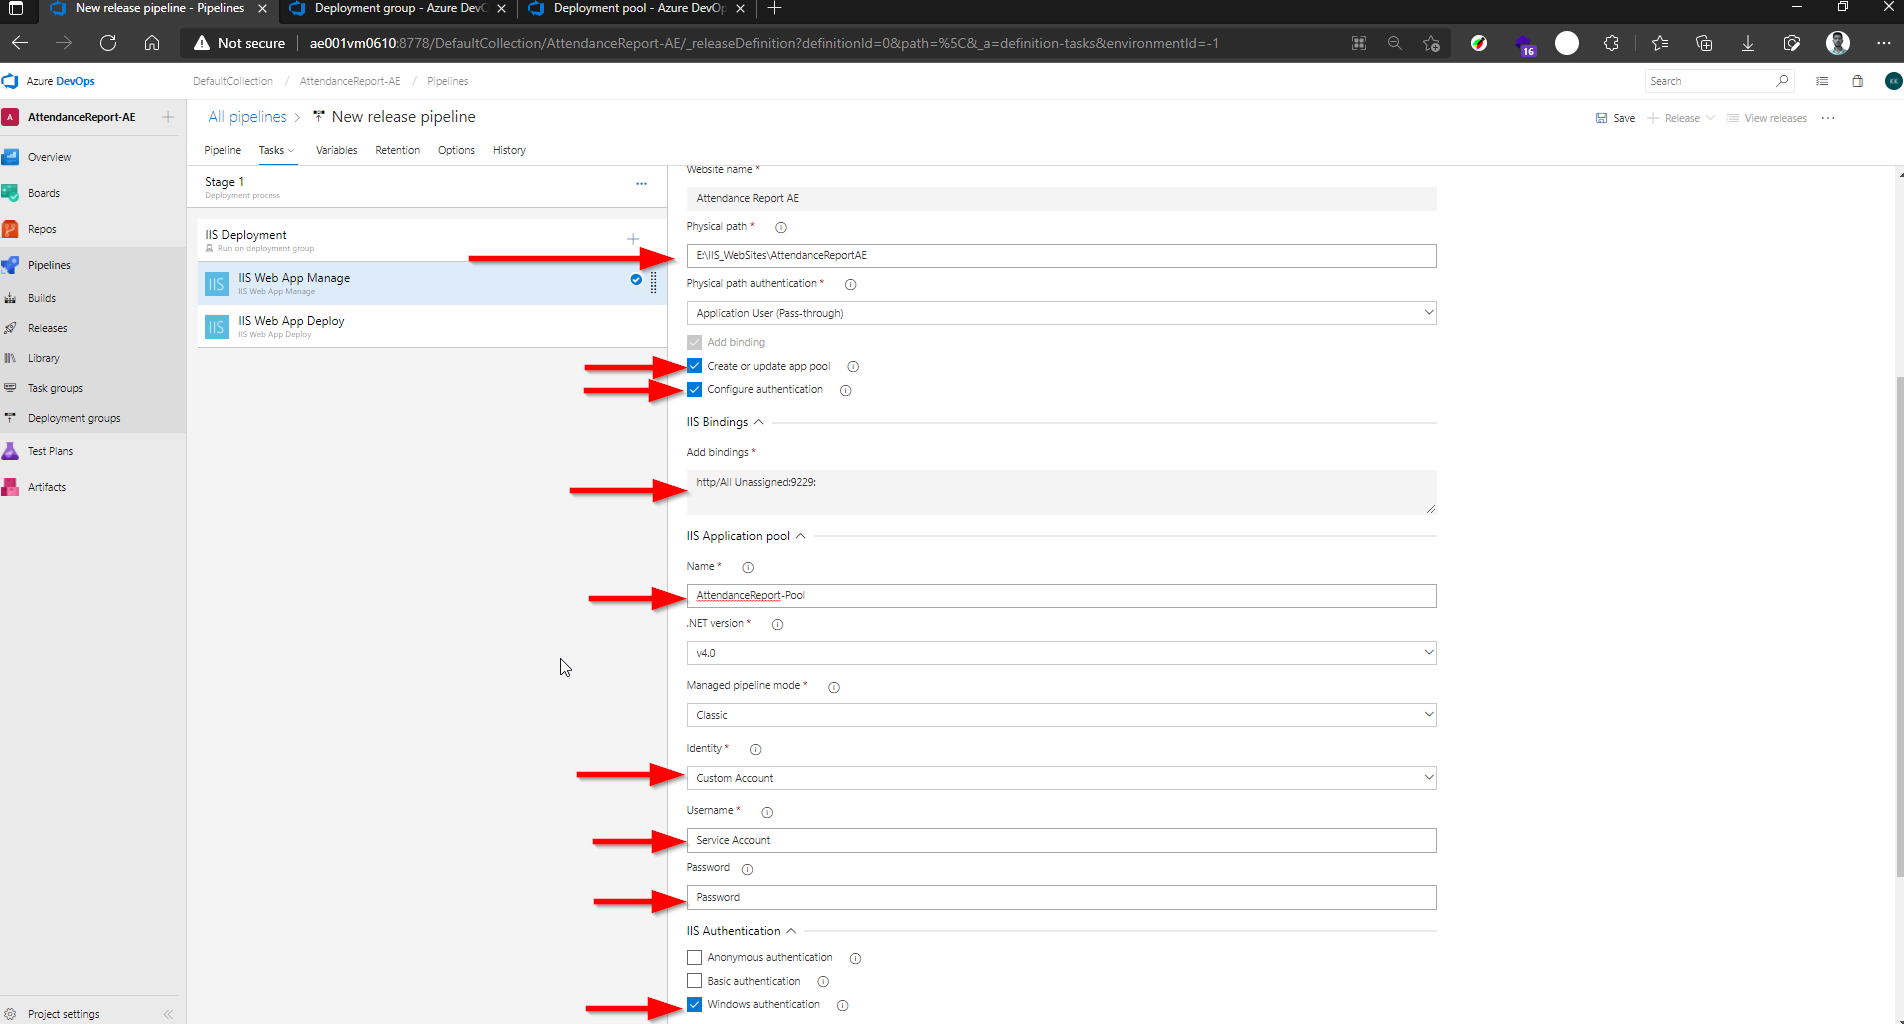 New release pipeline - Pipelines
Deployment group - Azure DevO
Deployment pool - Azure DevOp
Not secure
ae001vm0610:8778/DefaultCollection/AttendanceReport-AE/_releaseDefinition?definitionId=0&path=%5C&_a=definition-tasks&environmentId=-1
16
Azure DevOps
DefaultCollection / AttendanceReport-AE / Pipelines
Search
KK
A
AttendanceReport-AE
All pipelines > New release pipeline
Save
Release
View releases
Pipeline
Tasks
Variables
Retention
Options
History
Overview
Boards
Repos
Pipelines
Builds
Releases
Library
Task groups
Deployment groups
Test Plans
Artifacts
Project settings
Stage 1
Deployment process
IIS Deployment
Run on deployment group
IIS
IIS Web App Manage
IIS Web App Manage
IIS
IIS Web App Deploy
IIS Web App Deploy
Website name *
Attendance Report AE
Physical path *
E:\IIS_WebSites\AttendanceReportAE
Physical path authentication *
Application User (Pass-through)
Add binding
Create or update app pool
Configure authentication
IIS Bindings
Add bindings *
http/All Unassigned:9229:
IIS Application pool
Name *
AttendanceReport-Pool
.NET version *
v4.0
Managed pipeline mode *
Classic
Identity *
Custom Account
Username *
Service Account
Password
Password
IIS Authentication
Anonymous authentication
Basic authentication
Windows authentication